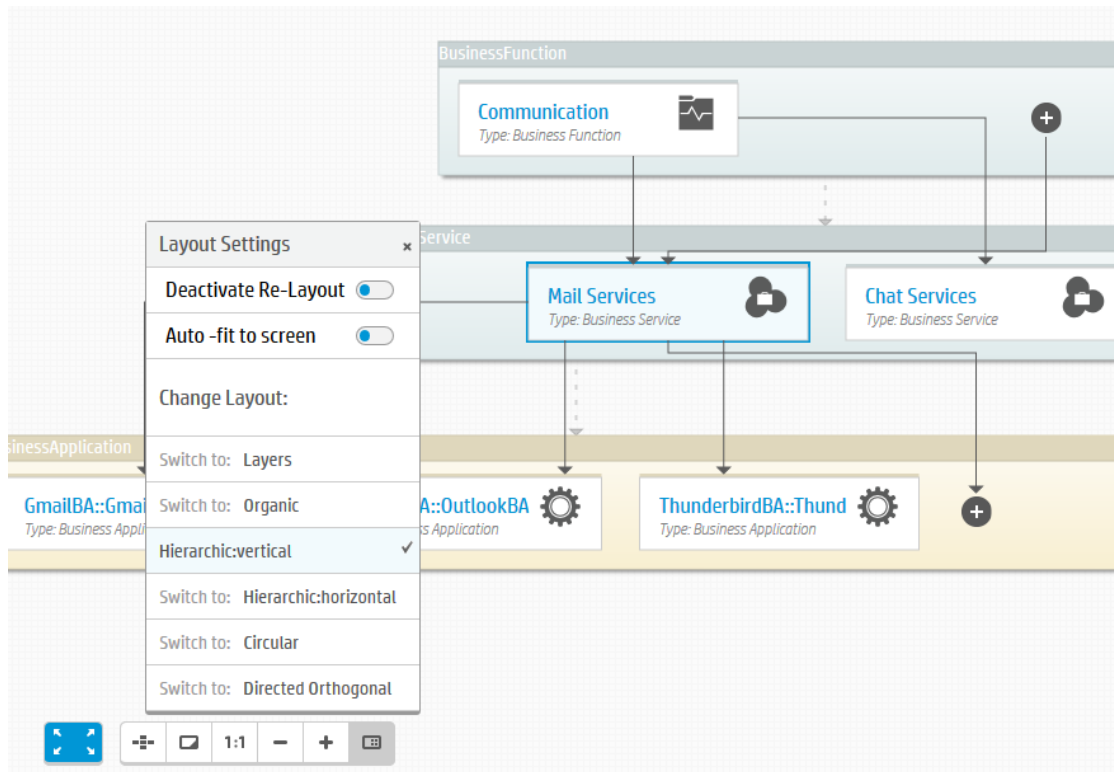 BusinessFunction
Communication
Type: Business Function
Layout Settings
×
Service
Deactivate Re-Layout
Mail Services
Type: Business Service
Chat Services
Type: Business Service
Auto -fit to screen
Change Layout:
sinessApplication
Switch to: Layers
Switch to: Organic
Hierarchic:vertical
Switch to: Hierarchic:horizontal
Switch to: Circular
Switch to: Directed Orthogonal
GmailBA::Gmai
Type: Business Appli
A::OutlookBA
ss Application
ThunderbirdBA::Thund
Type: Business Application
1:1